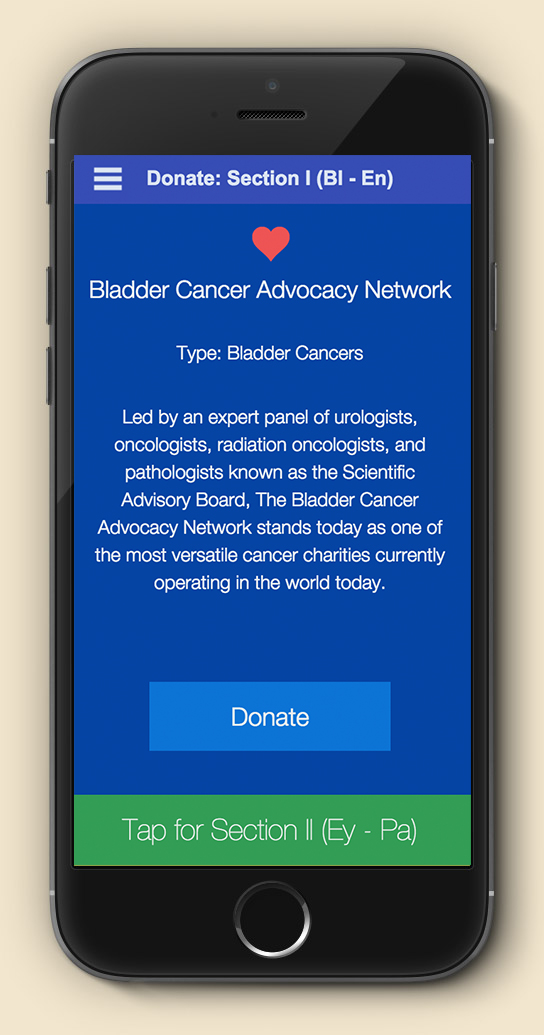 Donate: Section I (Bl - En)
Bladder Cancer Advocacy Network
Type: Bladder Cancers
Led by an expert panel of urologists,
oncologists, radiation oncologists, and
pathologists known as the Scientific
Advisory Board, The Bladder Cancer
Advocacy Network stands today as one of
the most versatile cancer charities currently
operating in the world today.
Donate
Tap for Section II (Ey - Pa)